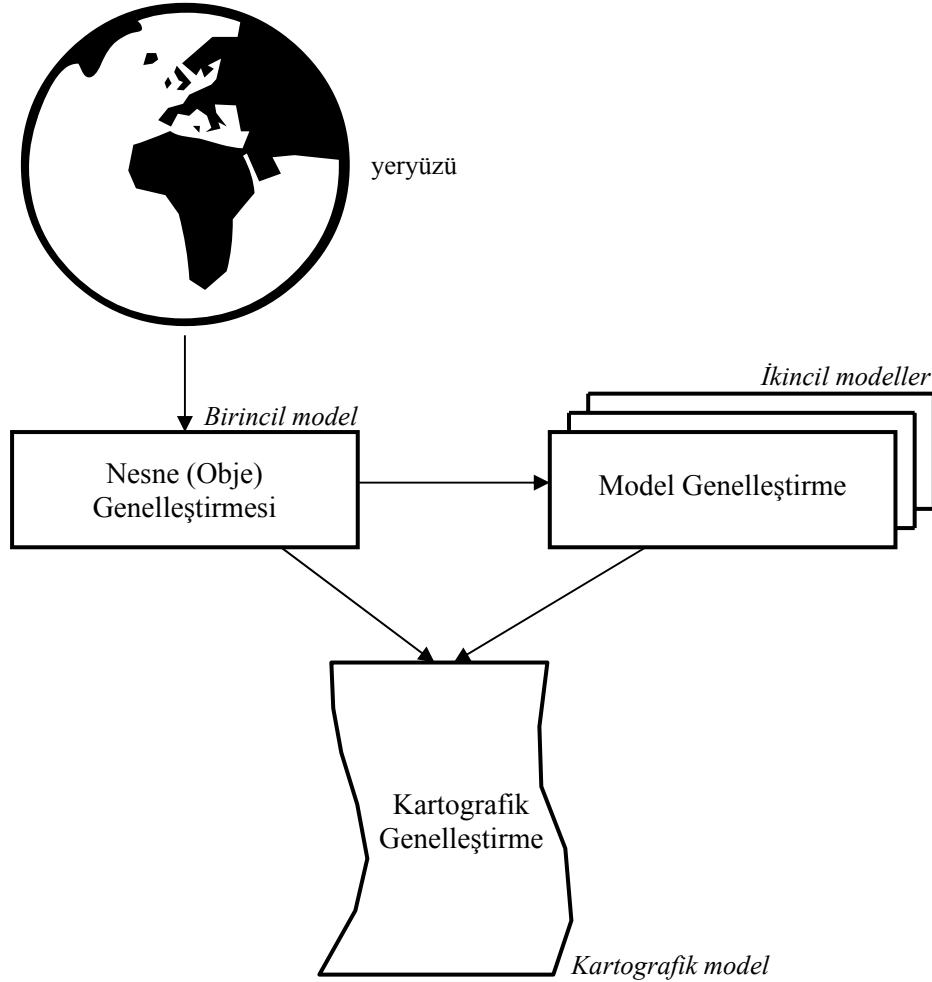 yeryüzü
İkincil modeller
Birincil model
Nesne (Obje)
Genelleştirmesi
Model Genelleştirme
Kartografik
Genelleştirme
Kartografik model